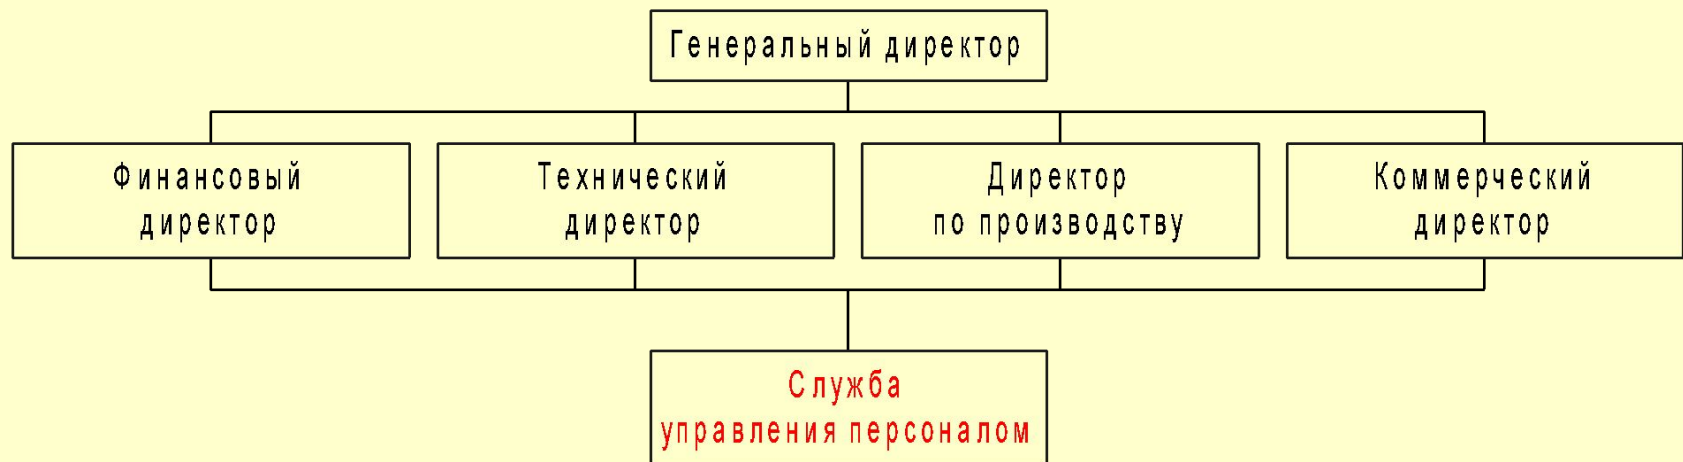 Генеральный директор
Финансовый
директор
Технический
директор
Директор
по производству
Коммерческий
директор
Служба
управления персоналом